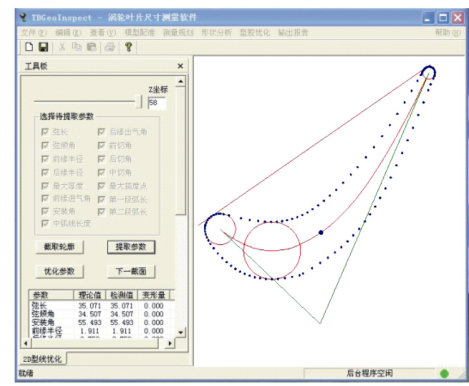 TBGeoInspect - 涡轮叶片尺寸测量软件
文件(F) 编辑(E) 查看(V) 模型配准 测量规划 形状分析 型腔优化 输出报告 帮助(H)
工具板
Z坐标
58
选择待提取参数
弦长 后缘出气角
弦倾角 前切角
前缘半径 后切角
后缘半径 中切角
最大厚度 最大挠度点
前缘进气角 第一段弧长
安装角 第二段弧长
中弧线长度
截取轮廓 提取参数
优化参数 下一截面
参数 理论值 检测值 变形量
弦长 35.071 35.071 0.000
弦倾角 34.507 34.507 0.000
安装角 55.493 55.493 0.000
前缘半径 1.911 1.911 0.000
2D型线优化
就绪 后台程序空闲